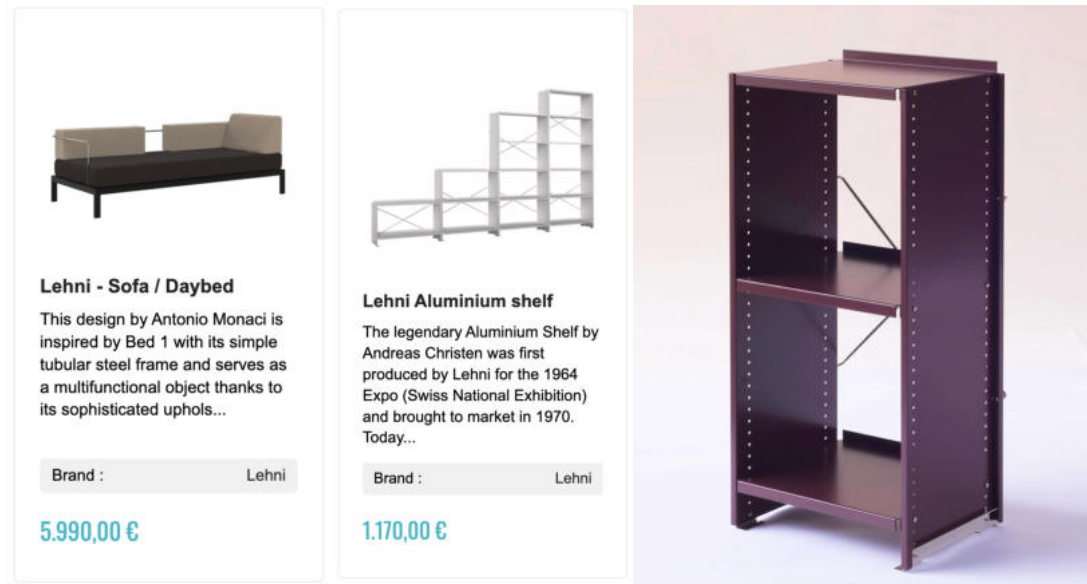 Lehni - Sofa / Daybed
This design by Antonio Monaci is
inspired by Bed 1 with its simple
tubular steel frame and serves as
a multifunctional object thanks to
its sophisticated uphols...
Brand :
Lehni
5.990,00 €
Lehni Aluminium shelf
The legendary Aluminium Shelf by
Andreas Christen was first
produced by Lehni for the 1964
Expo (Swiss National Exhibition)
and brought to market in 1970.
Today...
Brand :
Lehni
1.170,00 €